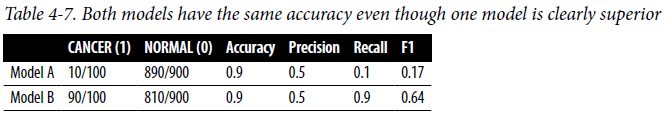 Table 4-7. Both models have the same accuracy even though one model is clearly superior
CANCER (1) NORMAL (0) Accuracy Precision Recall F1
Model A 10/100 890/900 0.9 0.5 0.1 0.17
Model B 90/100 810/900 0.9 0.5 0.9 0.64